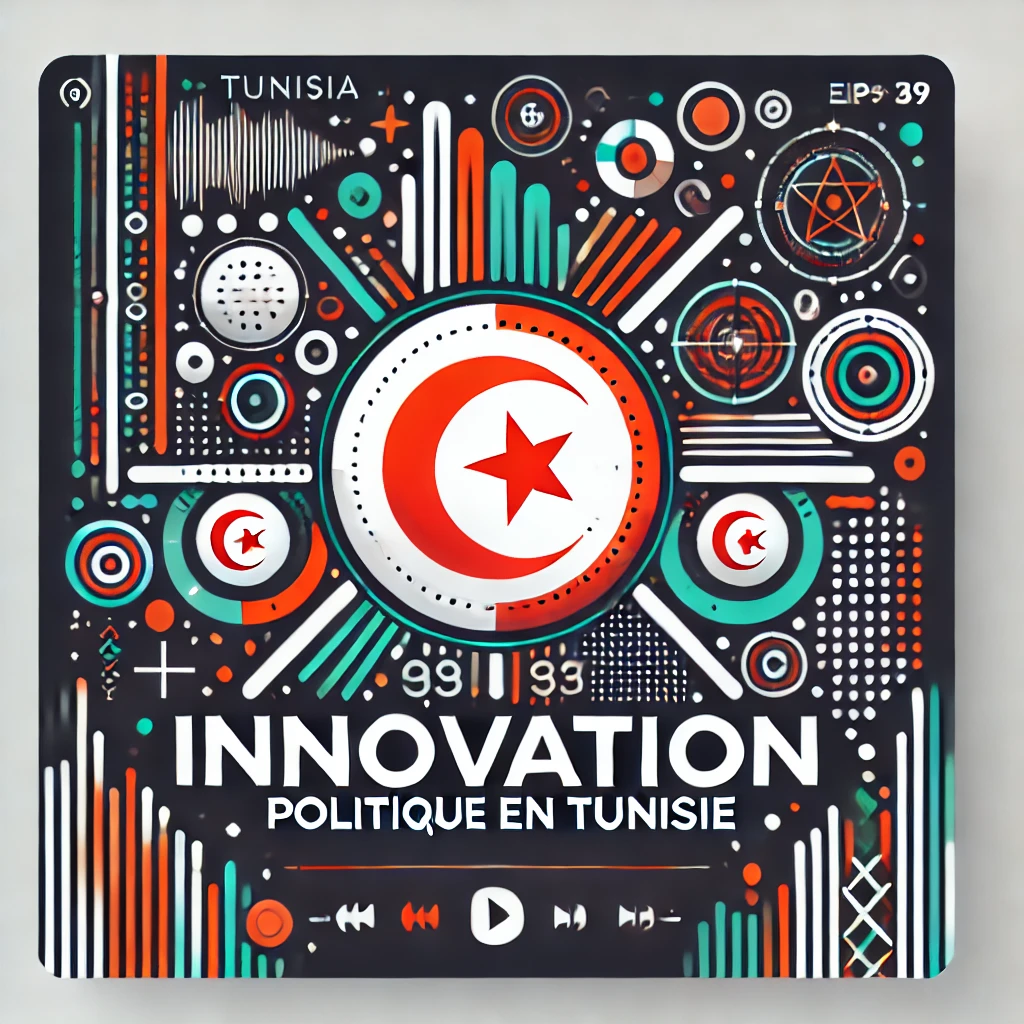 TUNISIA
EIPS 39
93 93
INNOVATION
POLITIQUE EN TUNISIE